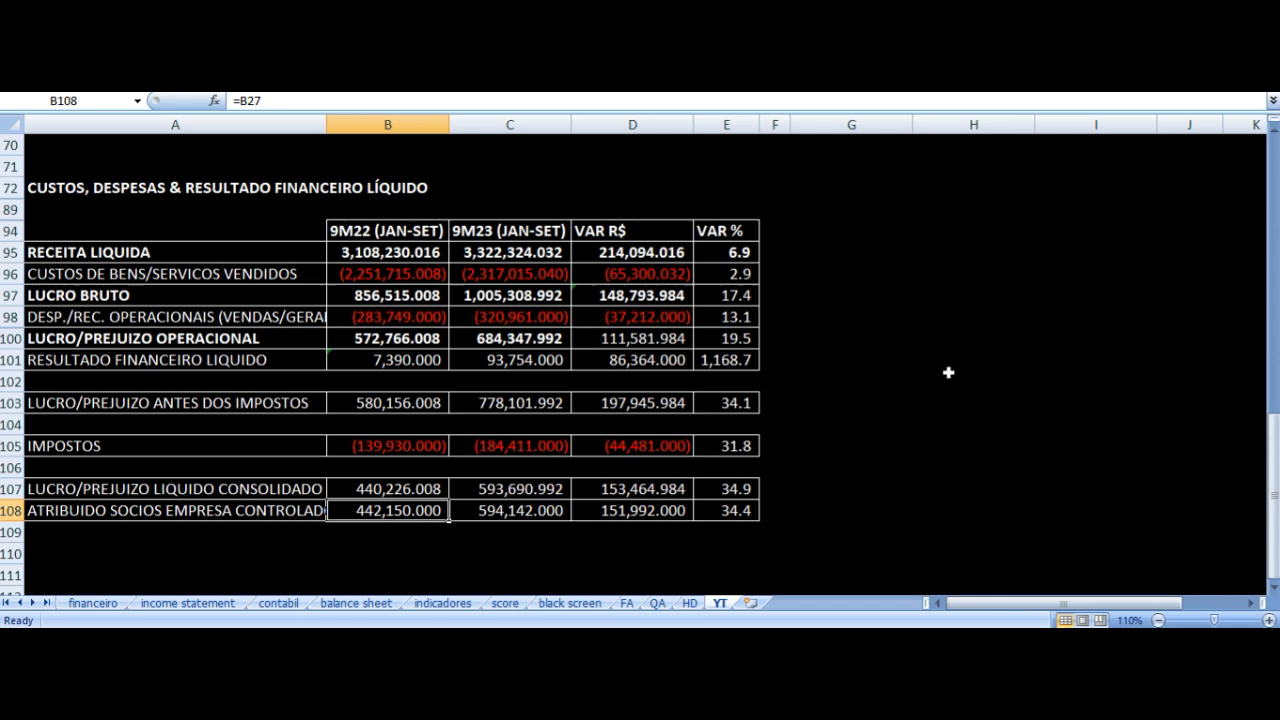 B108 fx =B27
A B C D E F G H I J K
70
71
72 CUSTOS, DESPESAS & RESULTADO FINANCEIRO LÍQUIDO
89
94 9M22 (JAN-SET) 9M23 (JAN-SET) VAR R$ VAR %
95 RECEITA LIQUIDA 3,108,230.016 3,322,324.032 214,094.016 6.9
96 CUSTOS DE BENS/SERVICOS VENDIDOS (2,251,715.008) (2,317,015.040) (65,300.032) 2.9
97 LUCRO BRUTO 856,515.008 1,005,308.992 148,793.984 17.4
98 DESP./REC. OPERACIONAIS (VENDAS/GERA (283,749.000) (320,961.000) (37,212.000) 13.1
100 LUCRO/PREJUIZO OPERACIONAL 572,766.008 684,347.992 111,581.984 19.5
101 RESULTADO FINANCEIRO LIQUIDO 7,390.000 93,754.000 86,364.000 1,168.7
102
103 LUCRO/PREJUIZO ANTES DOS IMPOSTOS 580,156.008 778,101.992 197,945.984 34.1
104
105 IMPOSTOS (139,930.000) (184,411.000) (44,481.000) 31.8
106
107 LUCRO/PREJUIZO LIQUIDO CONSOLIDADO 440,226.008 593,690.992 153,464.984 34.9
108 ATRIBUIDO SOCIOS EMPRESA CONTROLAD 442,150.000 594,142.000 151,992.000 34.4
109
110
111
financeiro income statement contabil balance sheet indicadores score black screen FA QA HD YT
Ready 110%